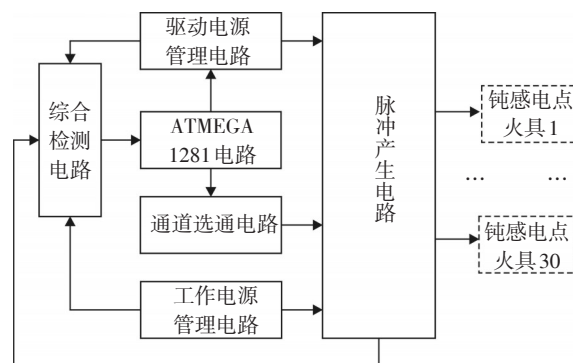 驱动电源
管理电路
综合
检测
电路
ATMEGA
1281电路
通道选通电路
工作电源
管理电路
脉冲产生电路
钝感电点
火具1
… …
钝感电点
火具30